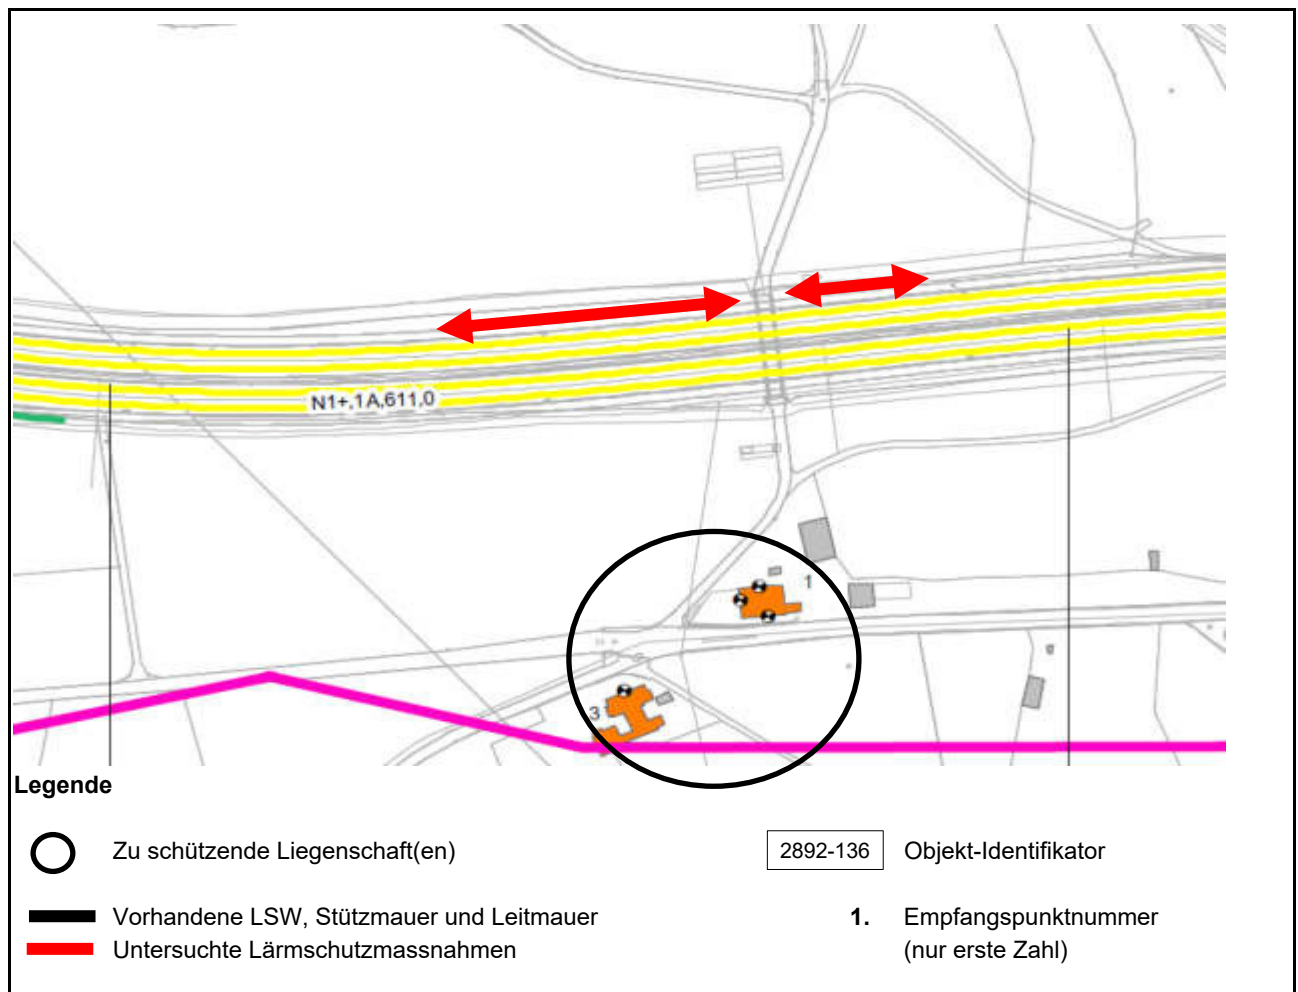 N1+,1A,611,0
1
3
Legende
Zu schützende Liegenschaft(en)
2892-136 Objekt-Identifikator
Vorhandene LSW, Stützmauer und Leitmauer
1. Empfangspunktnummer
Untersuchte Lärmschutzmassnahmen
(nur erste Zahl)